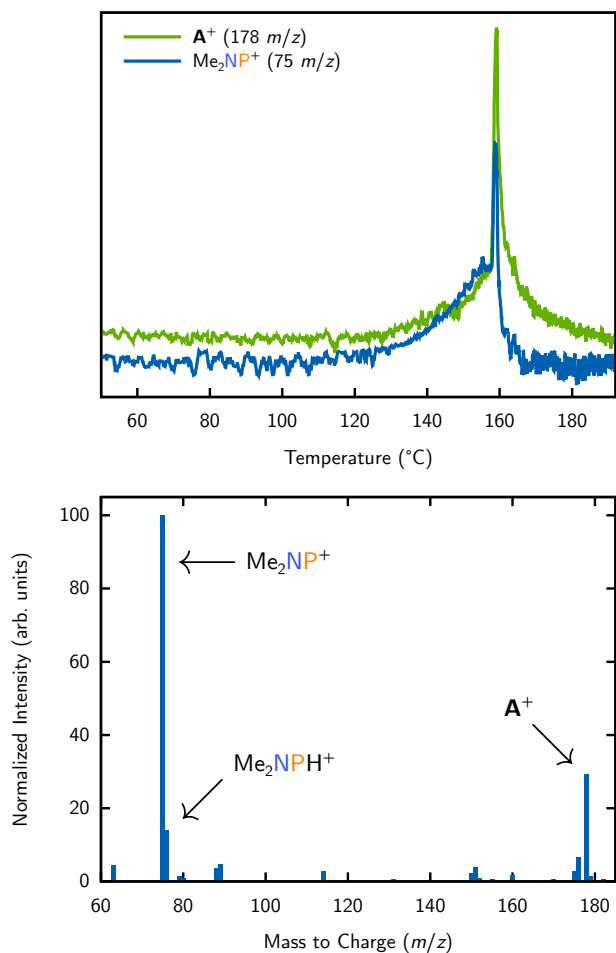 A⁺ (178 m/z)
Me₂NP⁺ (75 m/z)
60 80 100 120 140 160 180
Temperature (°C)
100
80
60
40
20
0
Normalized Intensity (arb. units)
Me₂NP⁺
A⁺
Me₂NPH⁺
60 80 100 120 140 160 180
Mass to Charge (m/z)